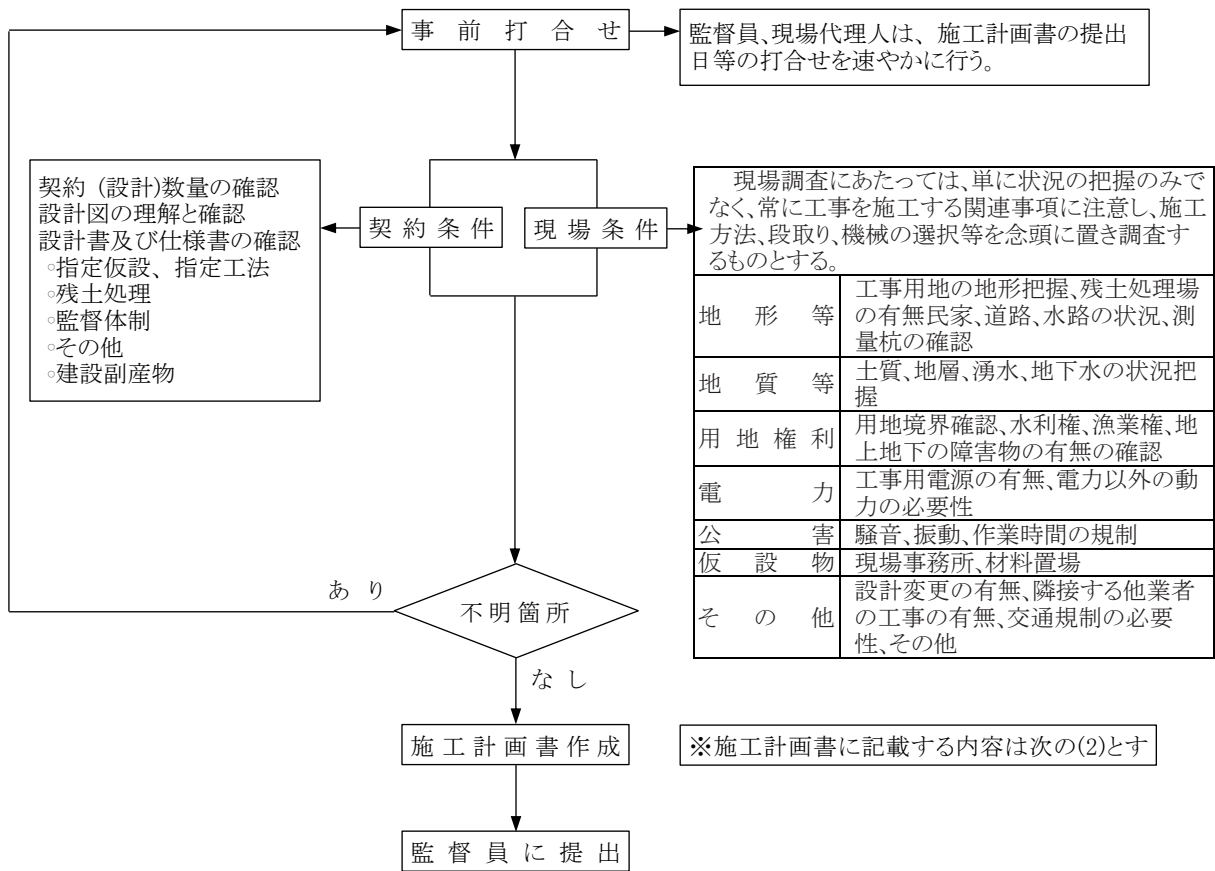 事前打合せ
監督員、現場代理人は、施工計画書の提出
日等の打合せを速やかに行う。
契約（設計）数量の確認
設計図の理解と確認
設計書及び仕様書の確認
◦指定仮設、指定工法
◦残土処理
◦監督体制
◦その他
◦建設副産物
契約条件
現場条件
現場調査にあたっては、単に状況の把握のみで
なく、常に工事を施工する関連事項に注意し、施工
方法、段取り、機械の選択等を念頭に置き調査す
るものとする。
地形等
工事用地の地形把握、残土処理場
の有無民家、道路、水路の状況、測
量杭の確認
地質等
土質、地層、湧水、地下水の状況把
握
用地権利
用地境界確認、水利権、漁業権、地
上地下の障害物の有無の確認
電力
工事用電源の有無、電力以外の動
力の必要性
公害
騒音、振動、作業時間の規制
仮設物
現場事務所、材料置場
その他
設計変更の有無、隣接する他業者
の工事の有無、交通規制の必要
性、その他
あり
不明箇所
なし
施工計画書作成
※施工計画書に記載する内容は次の(2)とす
監督員に提出